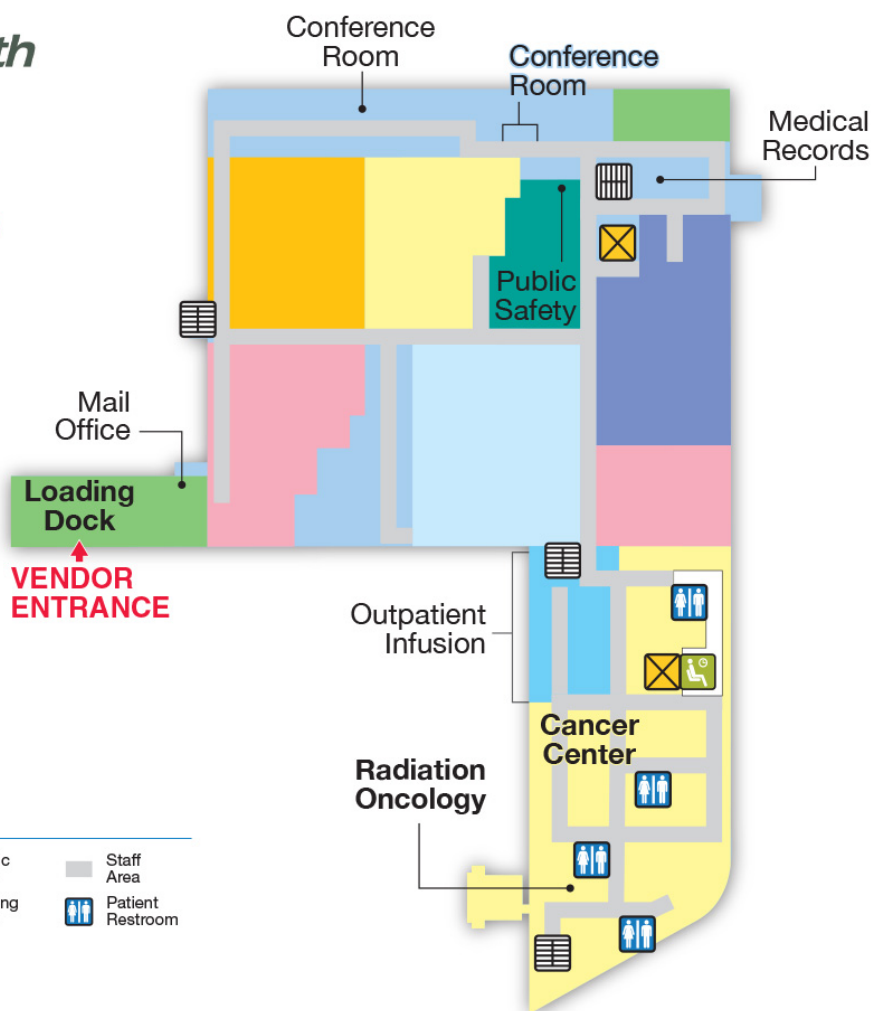 th
Conference
Room
Conference
Room
Medical
Records
Public
Safety
Mail
Office
Loading
Dock
VENDOR
ENTRANCE
Outpatient
Infusion
Cancer
Center
Radiation
Oncology
c
Staff
Area
ng
Patient
Restroom